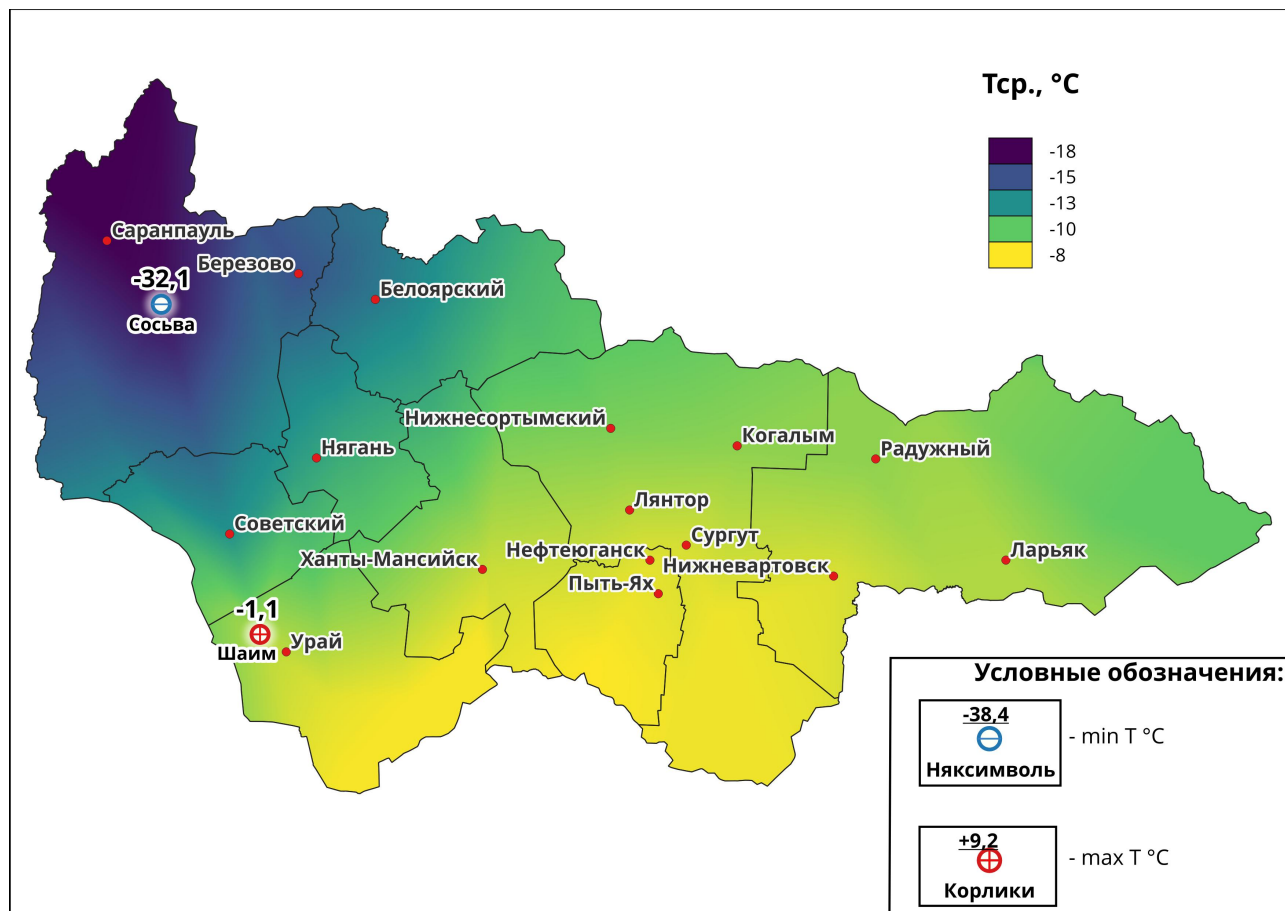 Tср., °C
-18
-15
-13
-10
-8
Саранпауль
Березово
-32,1
Сосьва
Белоярский
Нижнесортымский
Когалым
Радужный
Нягань
Лянтор
Советский
Сургут
Ханты-Мансийск
Нефтеюганск
Нижневартовск
Ларьяк
Пыть-Ях
-1,1
Шаим
Урай
Условные обозначения:
-38,4
- min T °C
Няксимволь
+9,2
- max T °C
Корлики